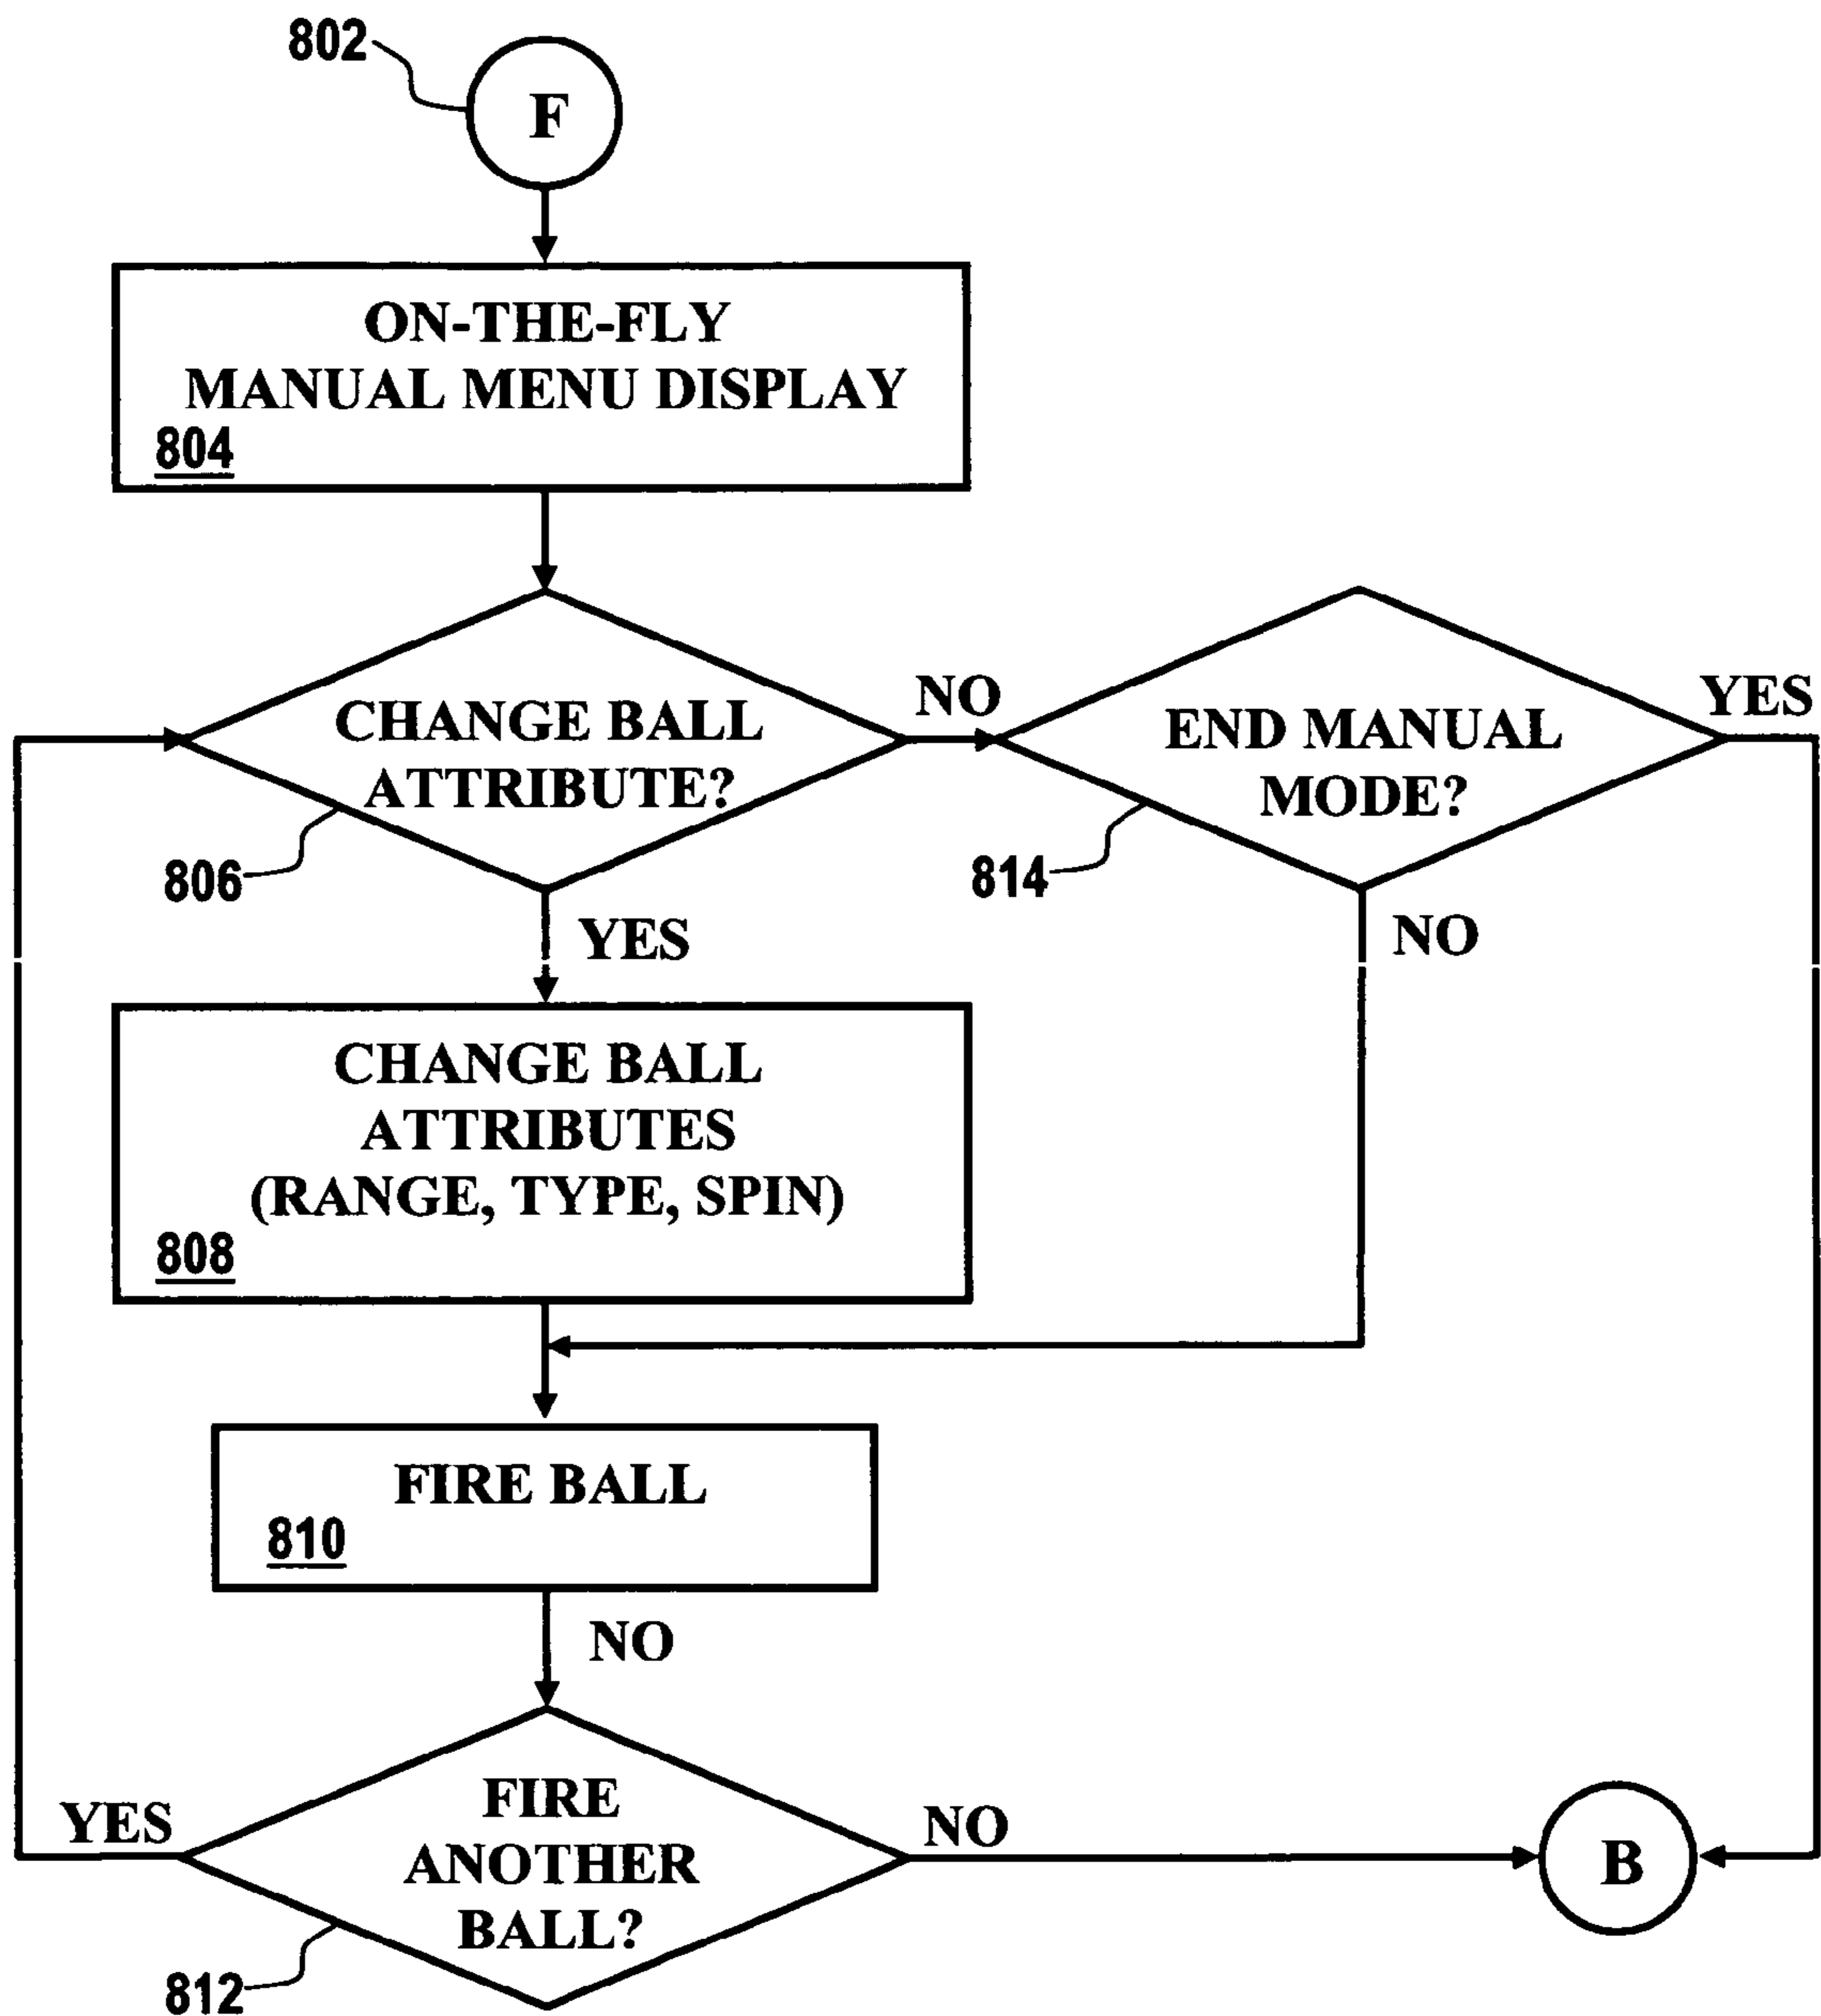 802
F
ON-THE-FLY
MANUAL MENU DISPLAY
804
CHANGE BALL
ATTRIBUTE?
806
NO
END MANUAL
MODE?
814
YES
YES
NO
CHANGE BALL
ATTRIBUTES
(RANGE, TYPE, SPIN)
808
FIRE BALL
810
NO
FIRE
ANOTHER
BALL?
812
YES
NO
B